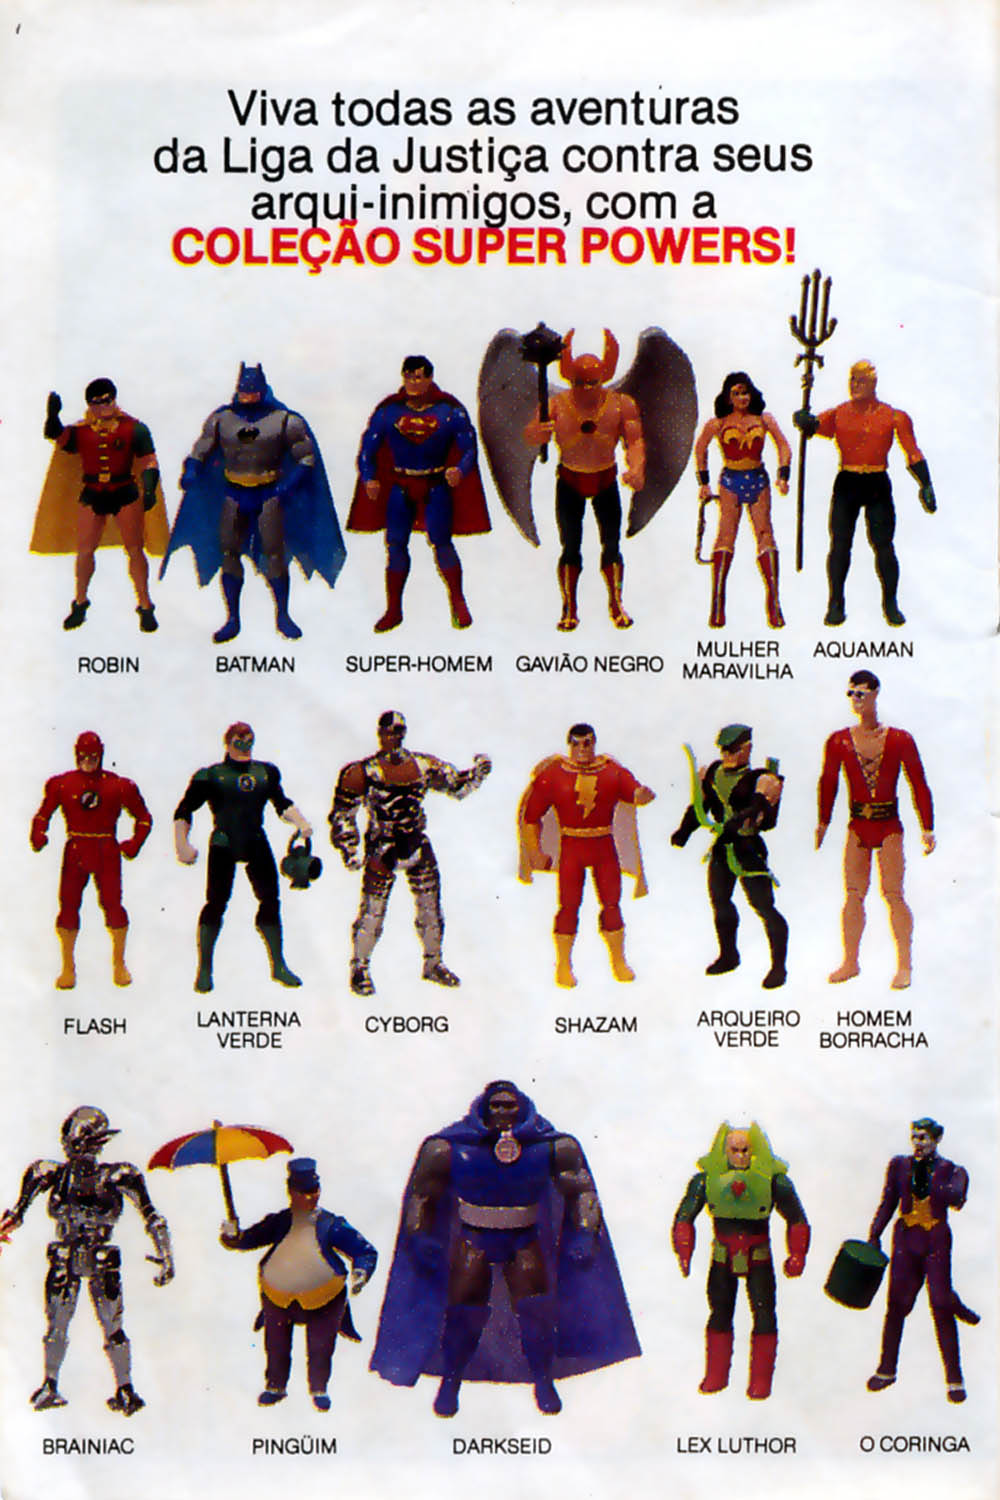 Viva todas as aventuras
da Liga da Justiça contra seus
arqui-inimigos, com a
COLEÇÃO SUPER POWERS!
ROBIN
BATMAN
SUPER-HOMEM
GAVIÃO NEGRO
MULHER
MARAVILHA
AQUAMAN
FLASH
LANTERNA
VERDE
CYBORG
SHAZAM
ARQUEIRO
VERDE
HOMEM
BORRACHA
BRAINIAC
PINGÜIM
DARKSEID
LEX LUTHOR
O CORINGA